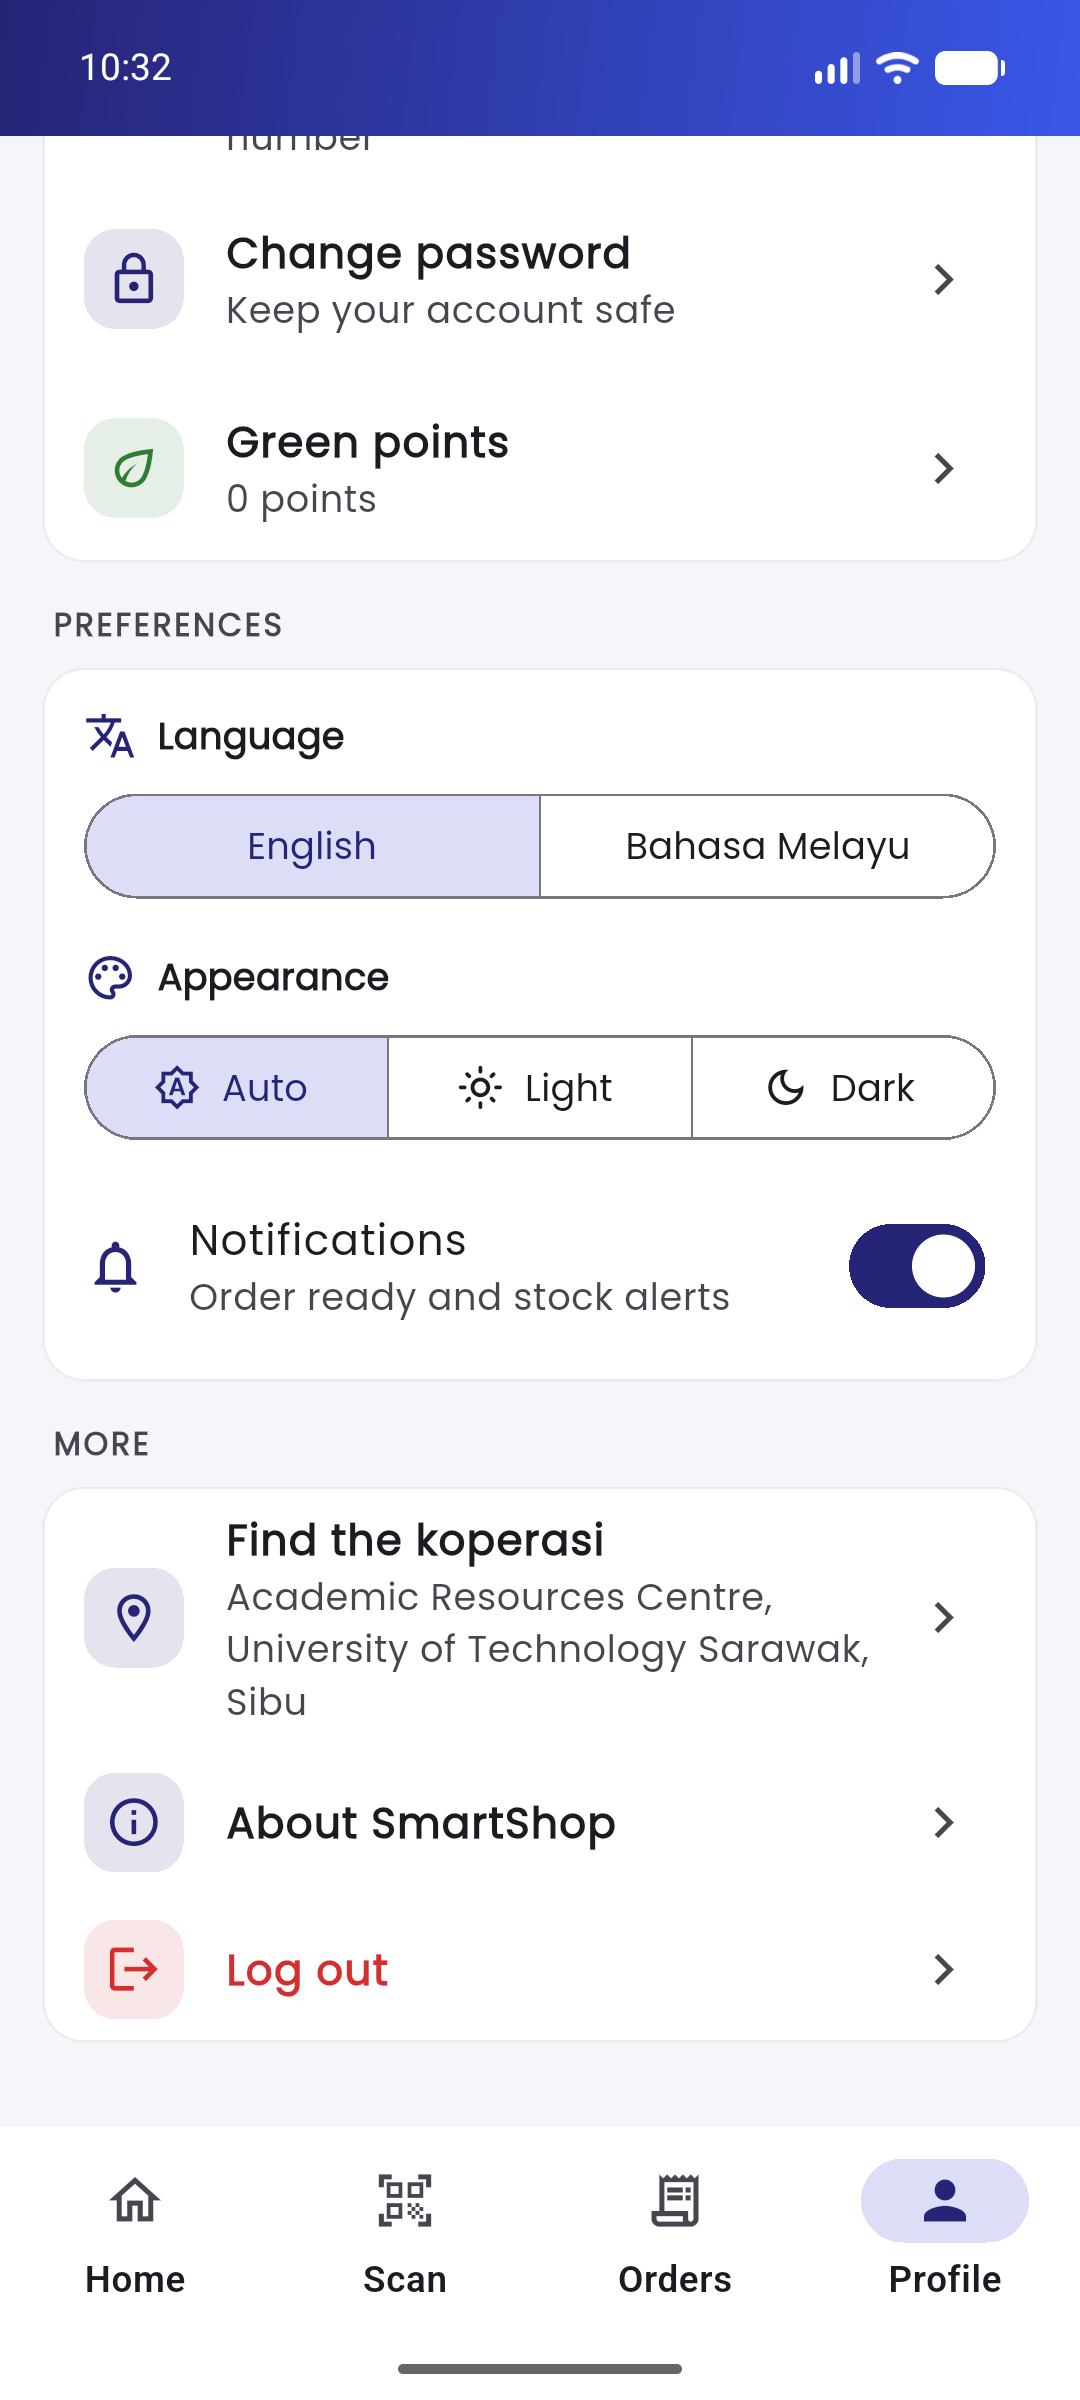 10:32
number
Change password
Keep your account safe
Green points
0 points
PREFERENCES
Language
English
Bahasa Melayu
Appearance
Auto
Light
Dark
Notifications
Order ready and stock alerts
MORE
Find the koperasi
Academic Resources Centre,
University of Technology Sarawak,
Sibu
About SmartShop
Log out
Home
Scan
Orders
Profile